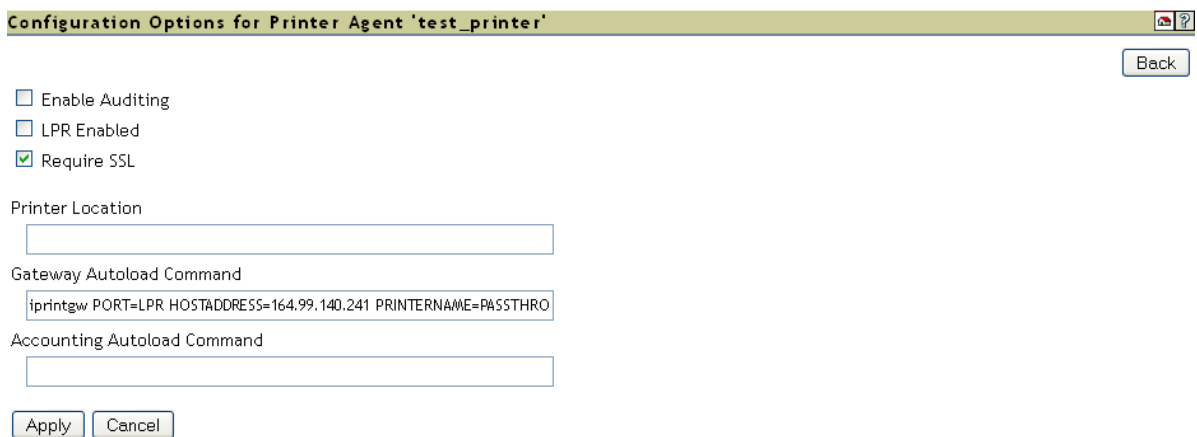 Configuration Options for Printer Agent 'test_printer'
?
Back
Enable Auditing
LPR Enabled
Require SSL
Printer Location
Gateway Autoload Command
iprintgw PORT=LPR HOSTADDRESS=164.99.140.241 PRINTERNAME=PASSTHRO
Accounting Autoload Command
Apply Cancel